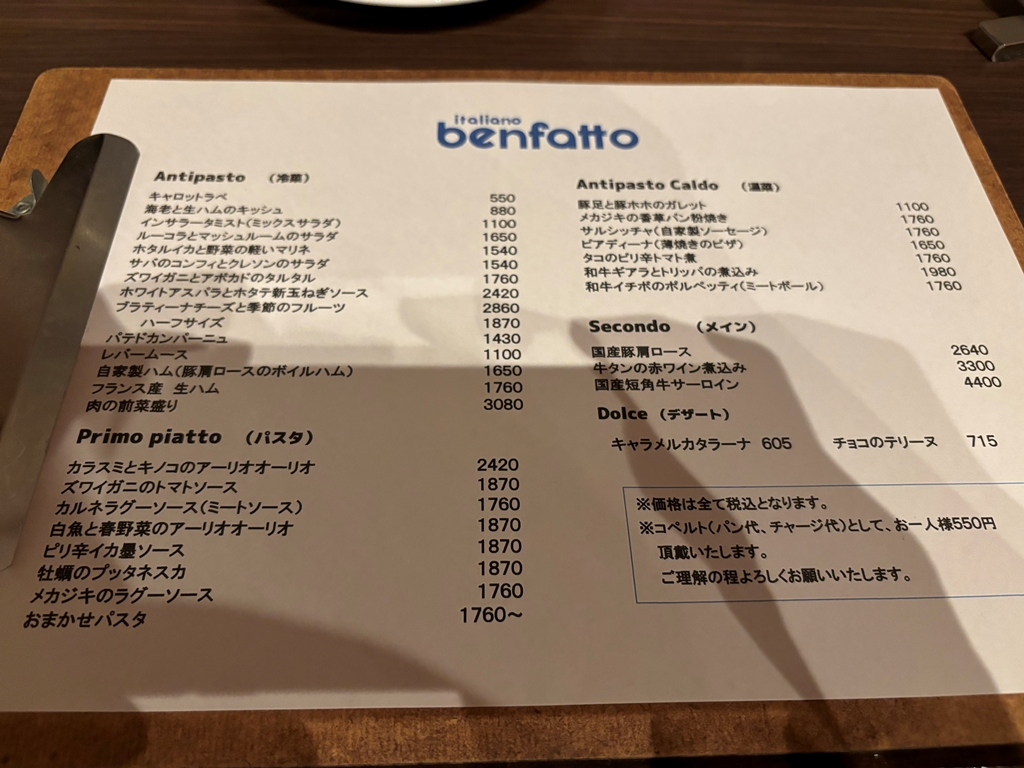 italiano
benfatto
Antipasto （冷菜）
キャロットラペ 550
海老と生ハムのキッシュ 880
インサラータミスト（ミックスサラダ） 1100
ルーコラとマッシュルームのサラダ 1650
ホタルイカと野菜の軽いマリネ 1540
サバのコンフィとクレソンのサラダ 1540
ズワイガニとアボカドのタルタル 1760
ホワイトアスパラとホタテ新玉ねぎソース 2420
ブラティーナチーズと季節のフルーツ 2860
ハーフサイズ 1870
パテドカンパーニュ 1430
レバームース 1100
自家製ハム（豚肩ロースのボイルハム） 1650
フランス産 生ハム 1760
肉の前菜盛り 3080
Primo piatto （パスタ）
カラスミとキノコのアーリオオーリオ 2420
ズワイガニのトマトソース 1870
カルネラグーソース（ミートソース） 1760
白魚と春野菜のアーリオオーリオ 1870
ピリ辛イカ墨ソース 1870
牡蠣のプッタネスカ 1870
メカジキのラグーソース 1760
おまかせパスタ 1760～
Antipasto Caldo （温菜）
豚足と豚ホホのガレット 1100
メカジキの香草パン粉焼き 1760
サルシッチャ（自家製ソーセージ） 1760
ピアディーナ（薄焼きのピザ） 1650
タコのピリ辛トマト煮 1760
和牛ギアラとトリッパの煮込み 1980
和牛イチボのポルペッティ（ミートボール） 1760
Secondo （メイン）
国産豚肩ロース 2640
牛タンの赤ワイン煮込み 3300
国産短角牛サーロイン 4400
Dolce （デザート）
キャラメルカタラーナ 605 チョコのテリーヌ 715
※価格は全て税込となります。
※コペルト（パン代、チャージ代）として、お一人様550円
頂戴いたします。
ご理解の程よろしくお願いいたします。